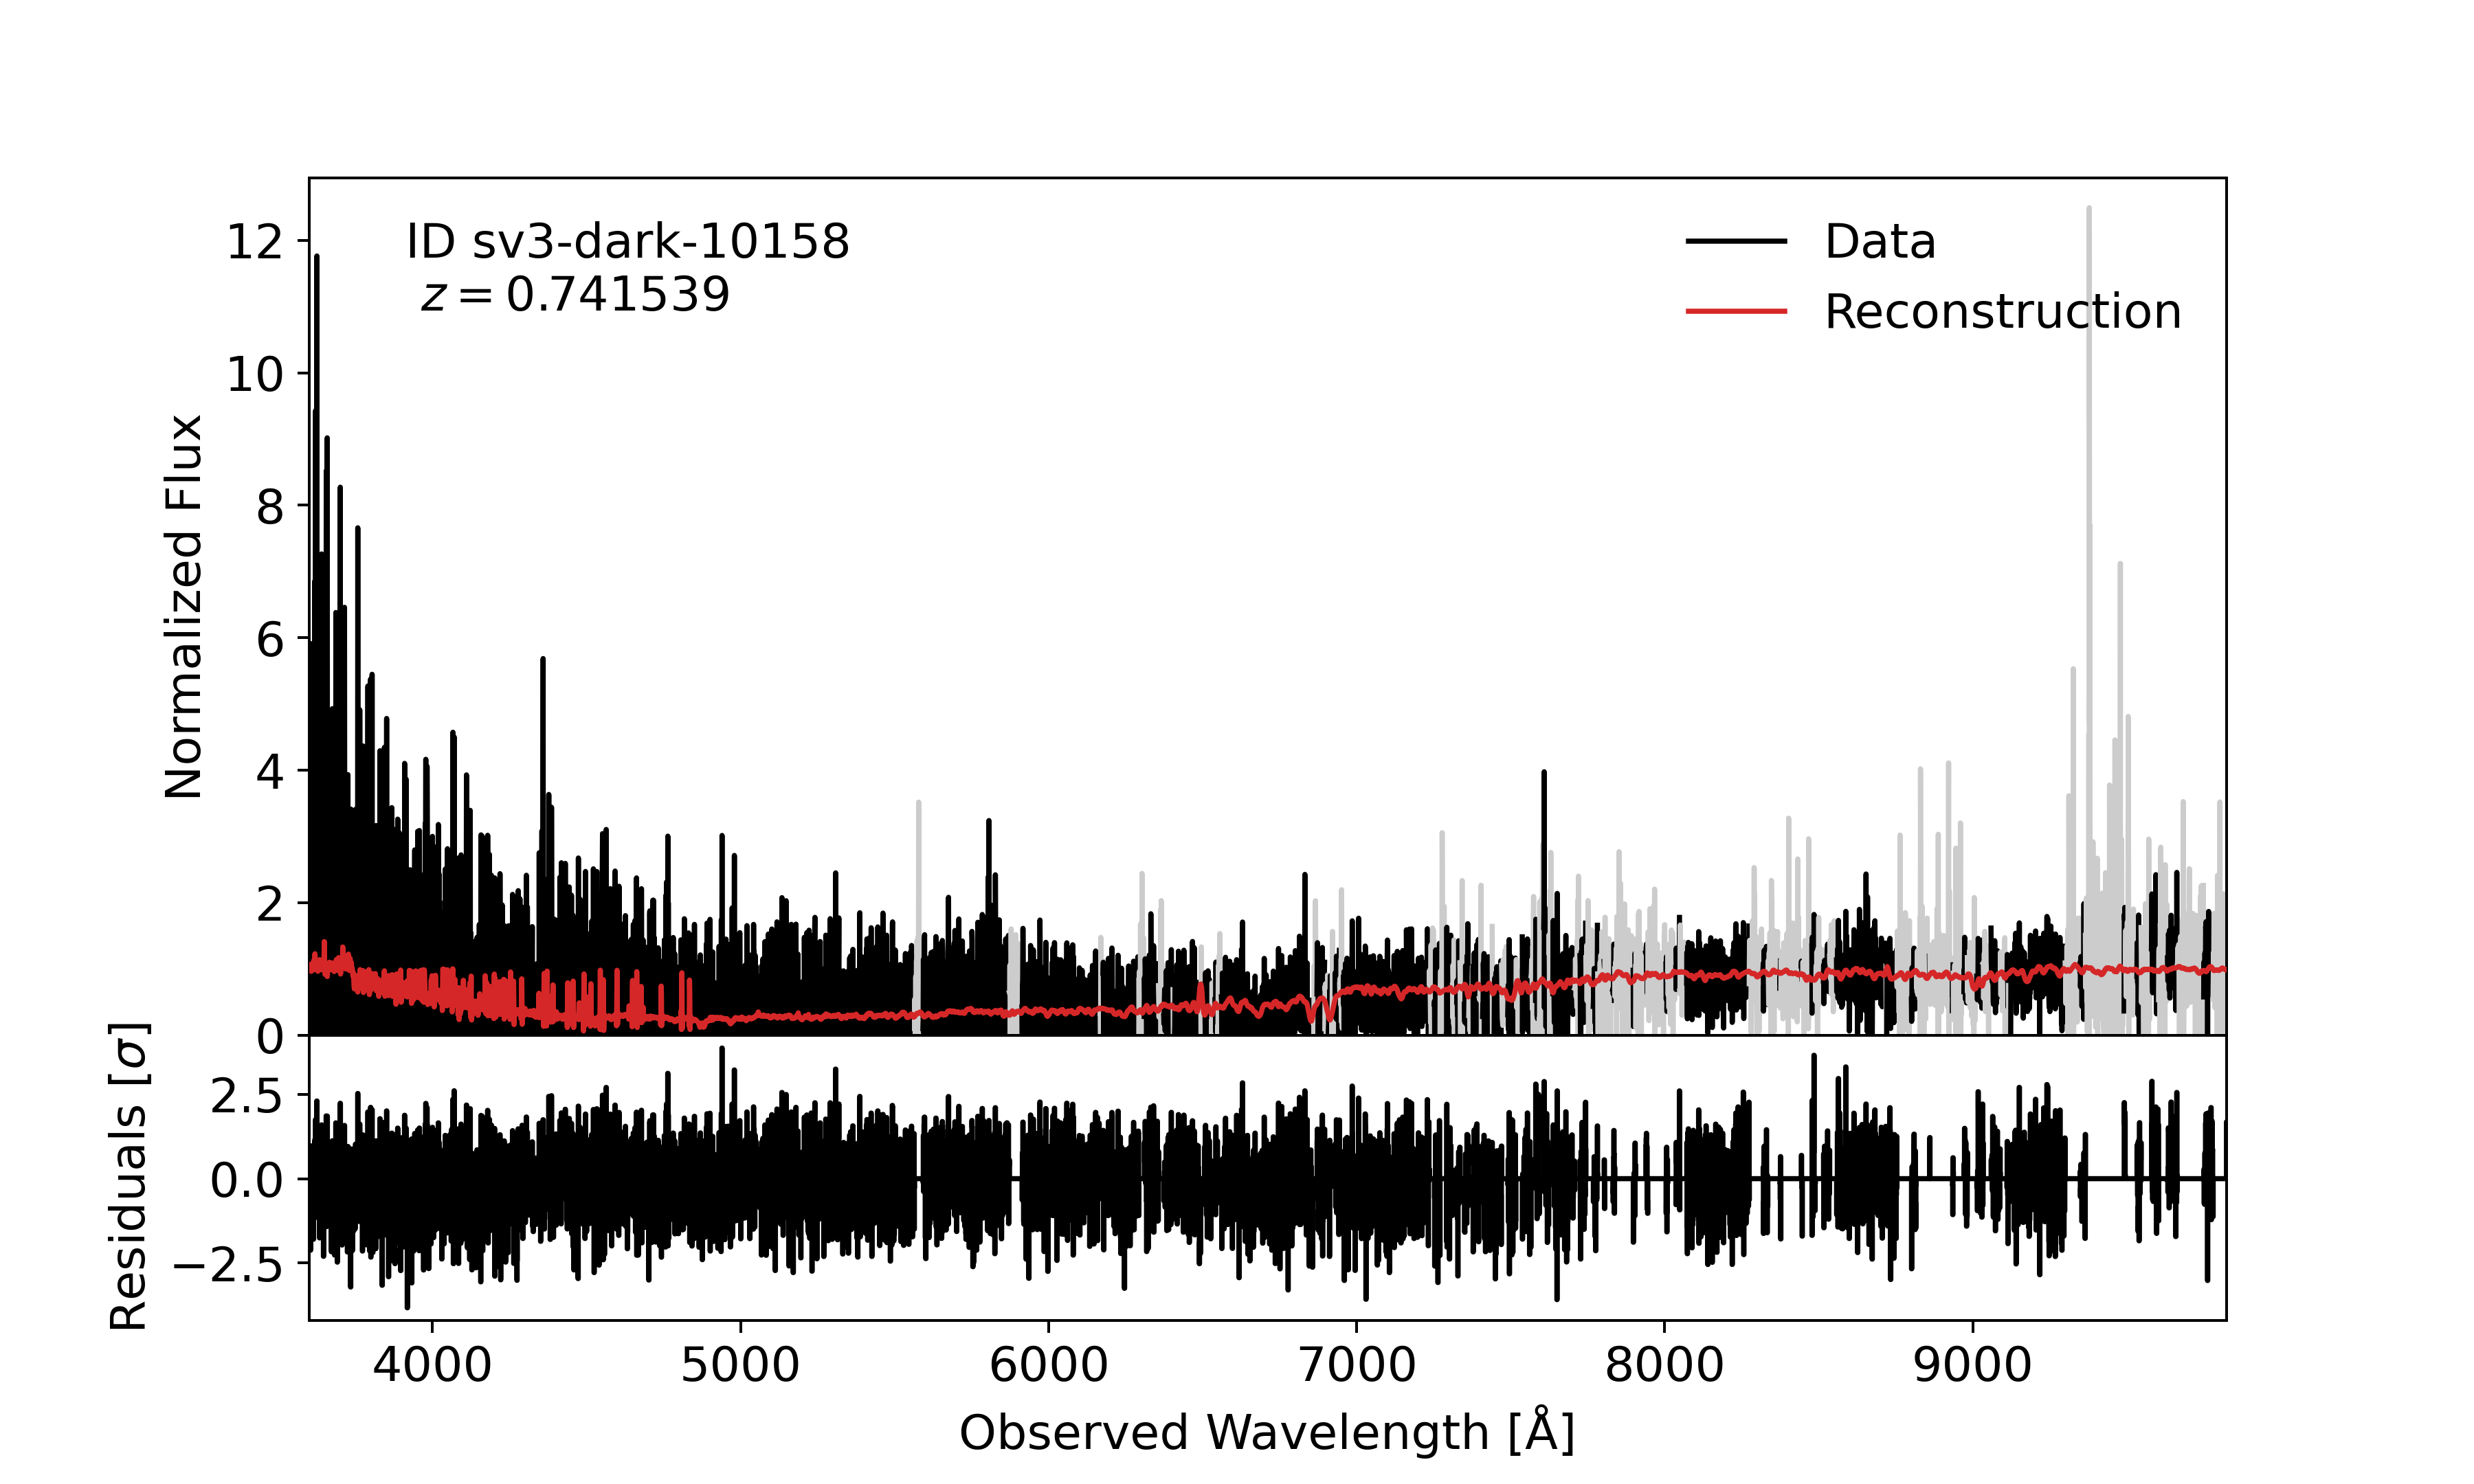 ID sv3-dark-10158
z = 0.741539
Data
Reconstruction
Normalized Flux
12
10
8
6
4
2
0
Residuals [σ]
2.5
0.0
−2.5
4000 5000 6000 7000 8000 9000
Observed Wavelength [Å]